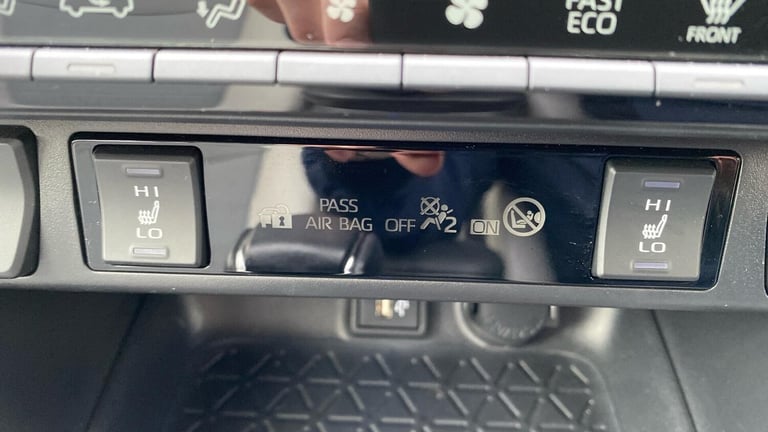 FAST
ECO
FRONT
HI
LO
PASS
AIR BAG OFF 2 ON
HI
LO